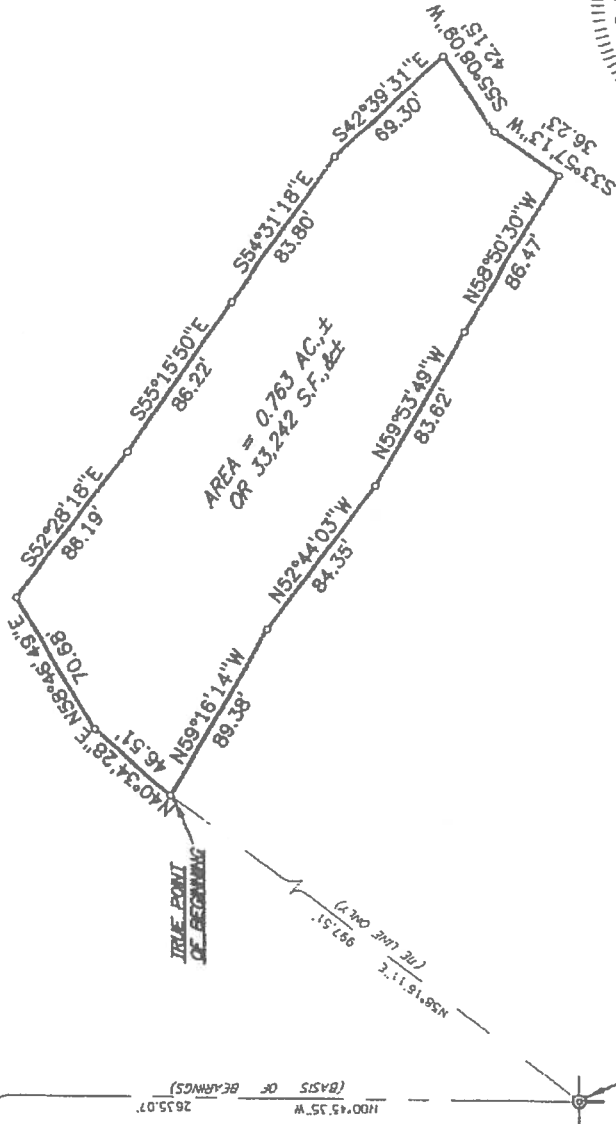 N40°34'28"E
46.51'
N58°46'49"E
70.68'
S52°28'18"E
86.19'
S55°15'50"E
86.22'
S54°31'18"E
83.80'
S42°39'31"E
69.30'
S55°08'09"W
42.15'
S33°57'13"W
36.23'
N58°50'30"W
86.47'
N59°53'49"W
83.62'
N52°44'03"W
84.35'
N59°16'14"W
89.38'
AREA = 0.763 AC.,±
OR 33,242 S.F.,&±
TRUE POINT
OF BEGINNING
997.51'
N36°16'11"E
(TIE LINE ONLY)
N00°45'35"W
2635.07'
(BASIS OF BEARINGS)